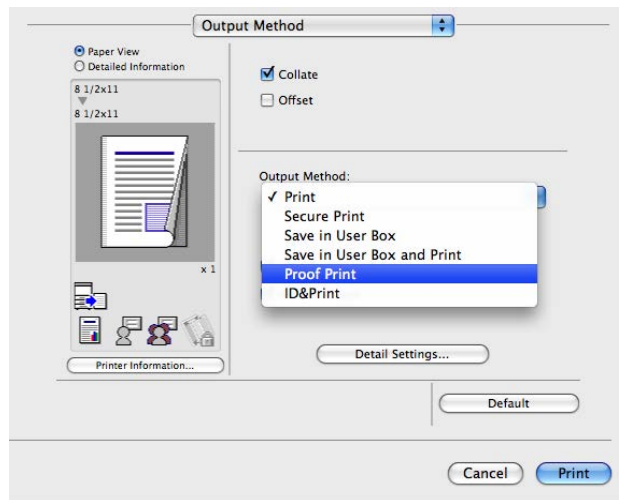 Output Method
Paper View
Detailed Information
8 1/2x11
8 1/2x11
x 1
Printer Information...
Collate
Offset
Output Method:
✓ Print
Secure Print
Save in User Box
Save in User Box and Print
Proof Print
ID&Print
Detail Settings...
Default
Cancel
Print